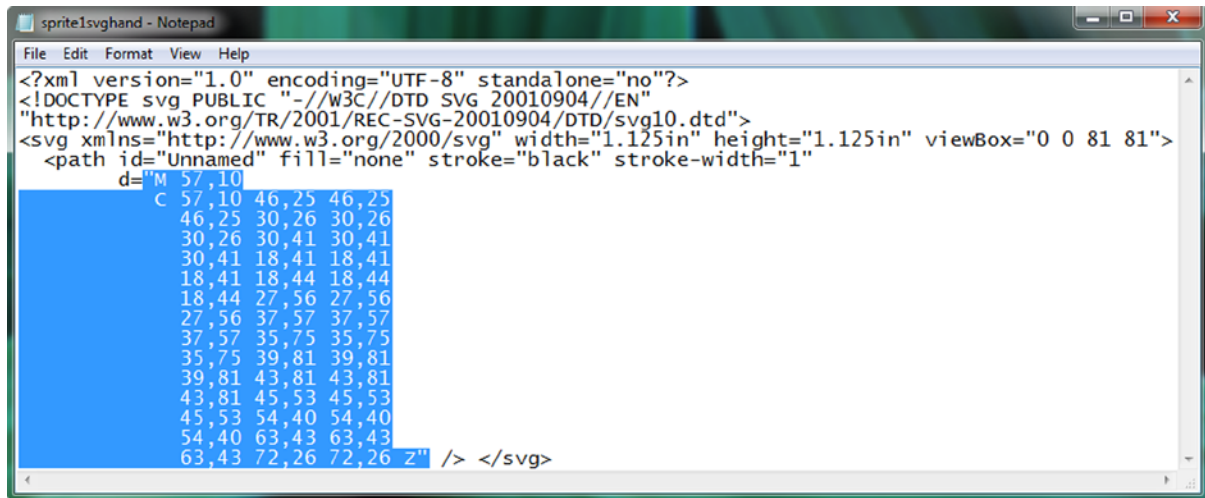 sprite1svghand - Notepad
File Edit Format View Help
<?xml version="1.0" encoding="UTF-8" standalone="no"?>
<!DOCTYPE svg PUBLIC "-//W3C//DTD SVG 20010904//EN"
"http://www.w3.org/TR/2001/REC-SVG-20010904/DTD/svg10.dtd">
<svg xmlns="http://www.w3.org/2000/svg" width="1.125in" height="1.125in" viewBox="0 0 81 81">
<path id="Unnamed" fill="none" stroke="black" stroke-width="1"
d="M 57,10
C 57,10 46,25 46,25
46,25 30,26 30,26
30,26 30,41 30,41
30,41 18,41 18,41
18,41 18,44 18,44
18,44 27,56 27,56
27,56 37,57 37,57
37,57 35,75 35,75
35,75 39,81 39,81
39,81 43,81 43,81
43,81 45,53 45,53
45,53 54,40 54,40
54,40 63,43 63,43
63,43 72,26 72,26 Z" /> </svg>